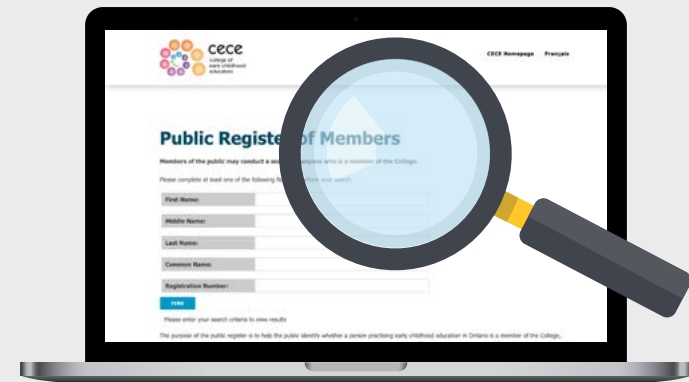 cece
college of
early childhood
educators
CECE Homepage Français
Public Register of Members
Members of the public may conduct a who is a member of the College.
Please complete at least one of the following your search.
First Name:
Middle Name:
Last Name:
Common Name:
Registration Number:
FIND
Please enter your search criteria to view results
The purpose of the public register is to help the public identify whether a person practising early childhood education in Ontario is a member of the College,